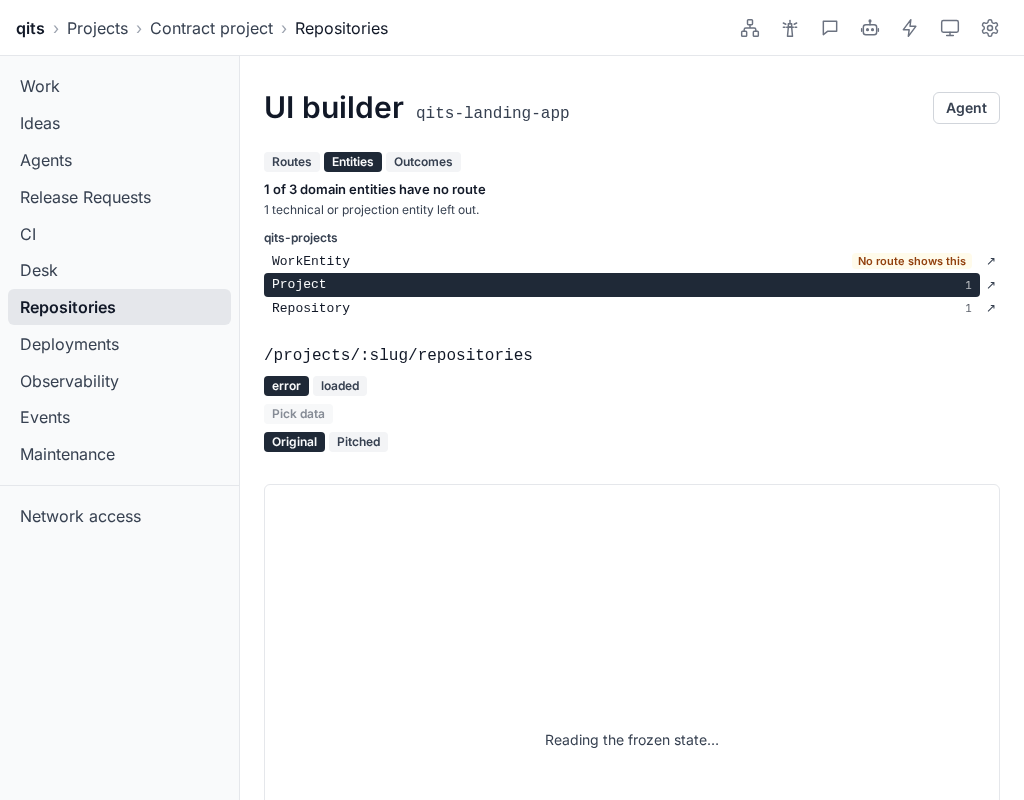 qits › Projects › Contract project › Repositories
Work
Ideas
Agents
Release Requests
CI
Desk
Repositories
Deployments
Observability
Events
Maintenance
Network access
UI builder qits-landing-app
Agent
Routes Entities Outcomes
1 of 3 domain entities have no route
1 technical or projection entity left out.
qits-projects
WorkEntity No route shows this ↗
Project 1 ↗
Repository 1 ↗
/projects/:slug/repositories
error loaded
Pick data
Original Pitched
Reading the frozen state...